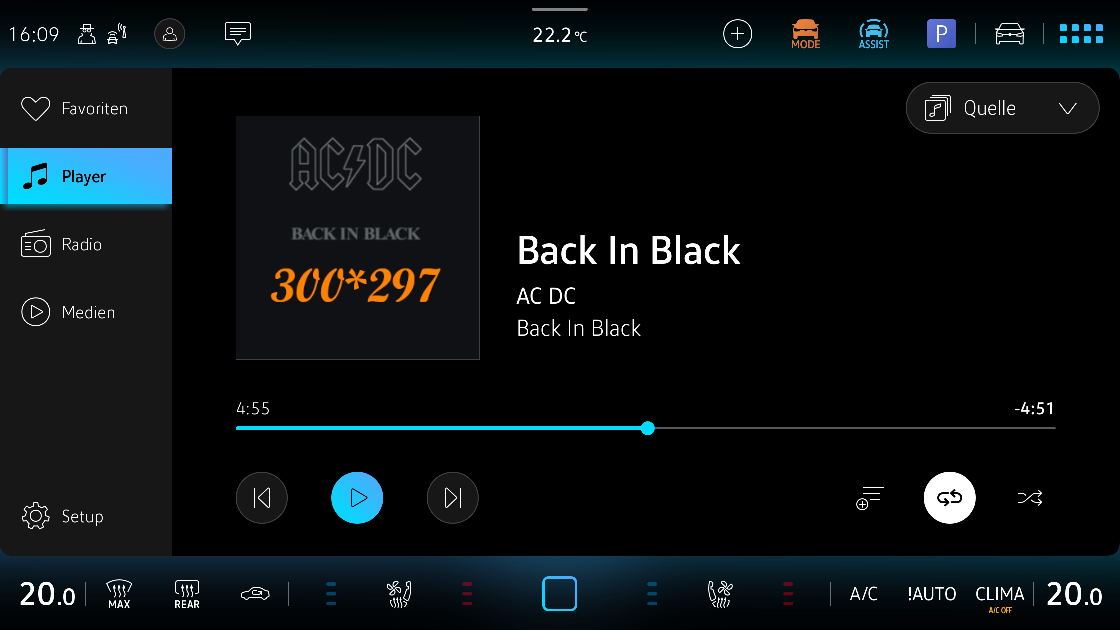 16:09
22.2°C
MODE
ASSIST
P
Favoriten
Quelle
Player
AC/DC
BACK IN BLACK
300*297
Radio
Medien
Back In Black
AC DC
Back In Black
4:55
-4:51
Setup
20.0
MAX
REAR
A/C
!AUTO
CLIMA
A/C OFF
20.0